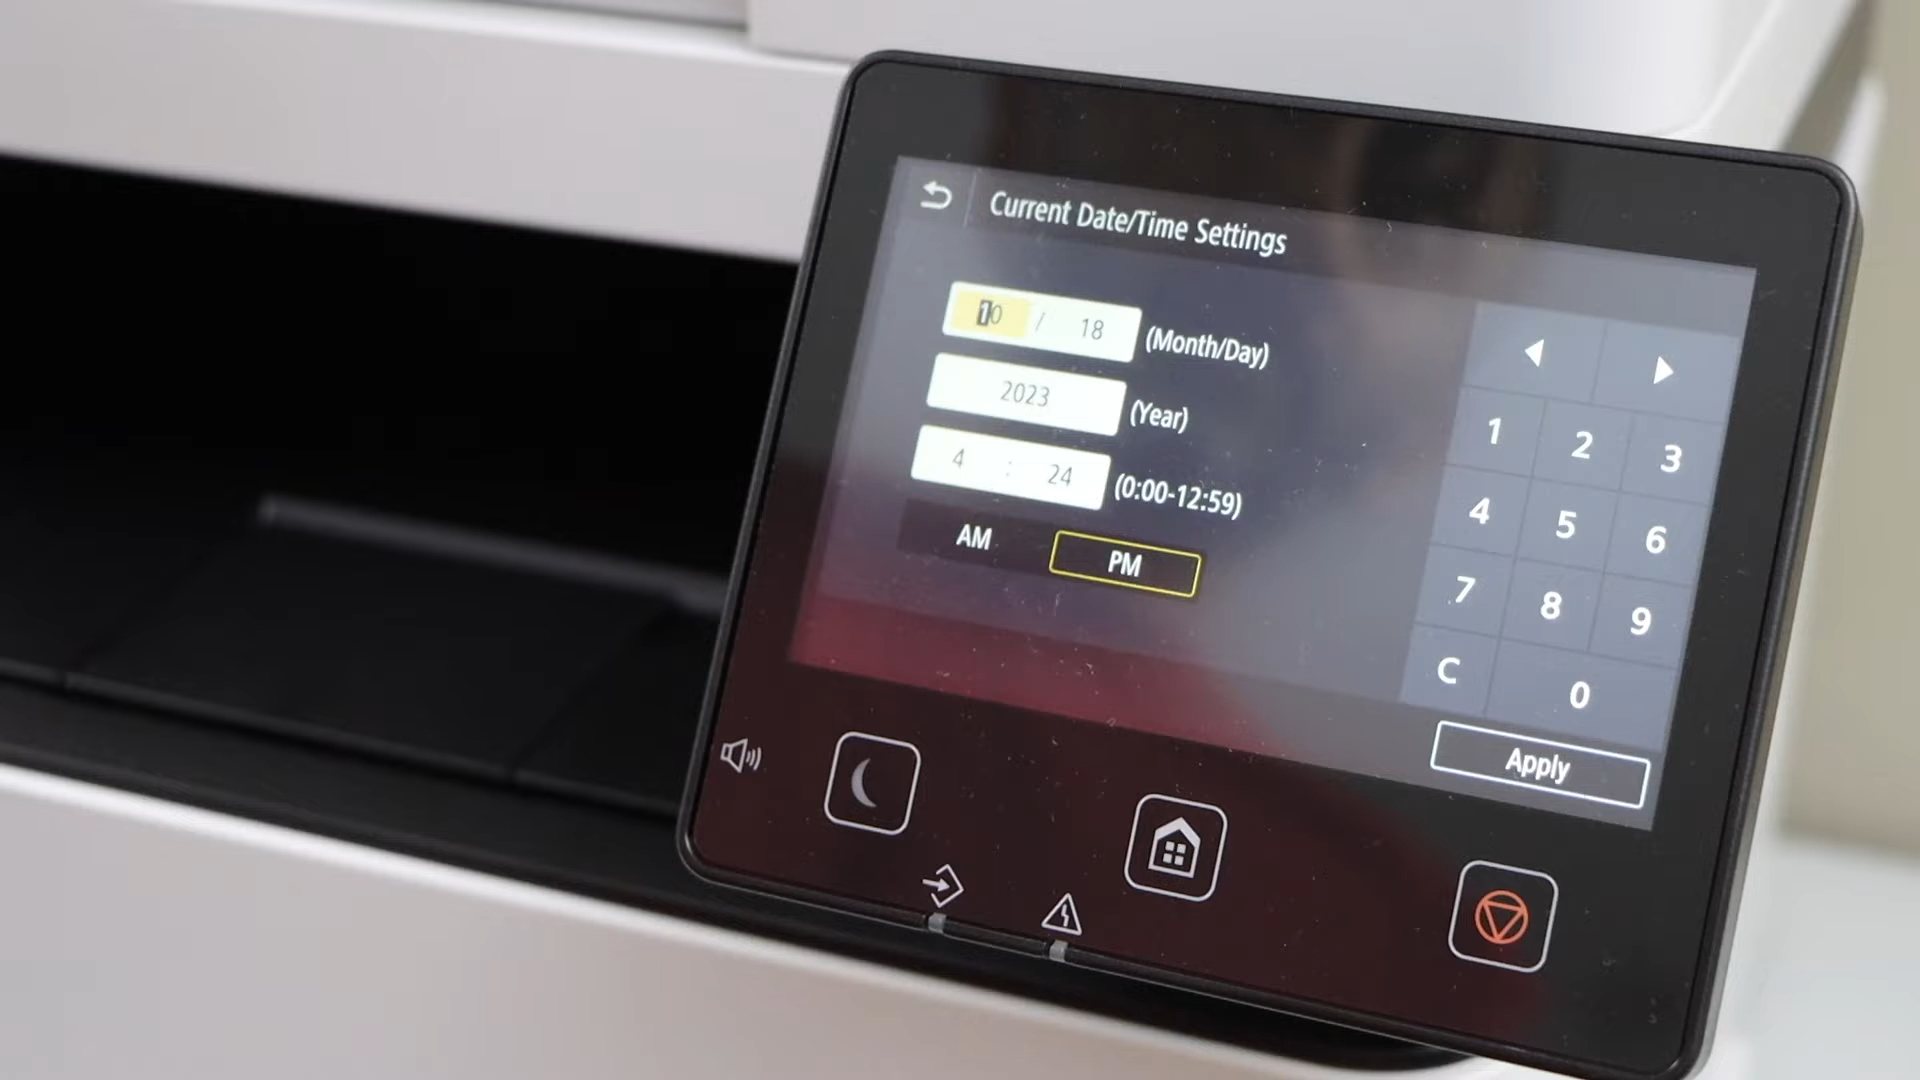 Current Date/Time Settings
10 / 18 (Month/Day)
2023 (Year)
4 : 24 (0:00-12:59)
AM PM
1 2 3
4 5 6
7 8 9
C 0
Apply